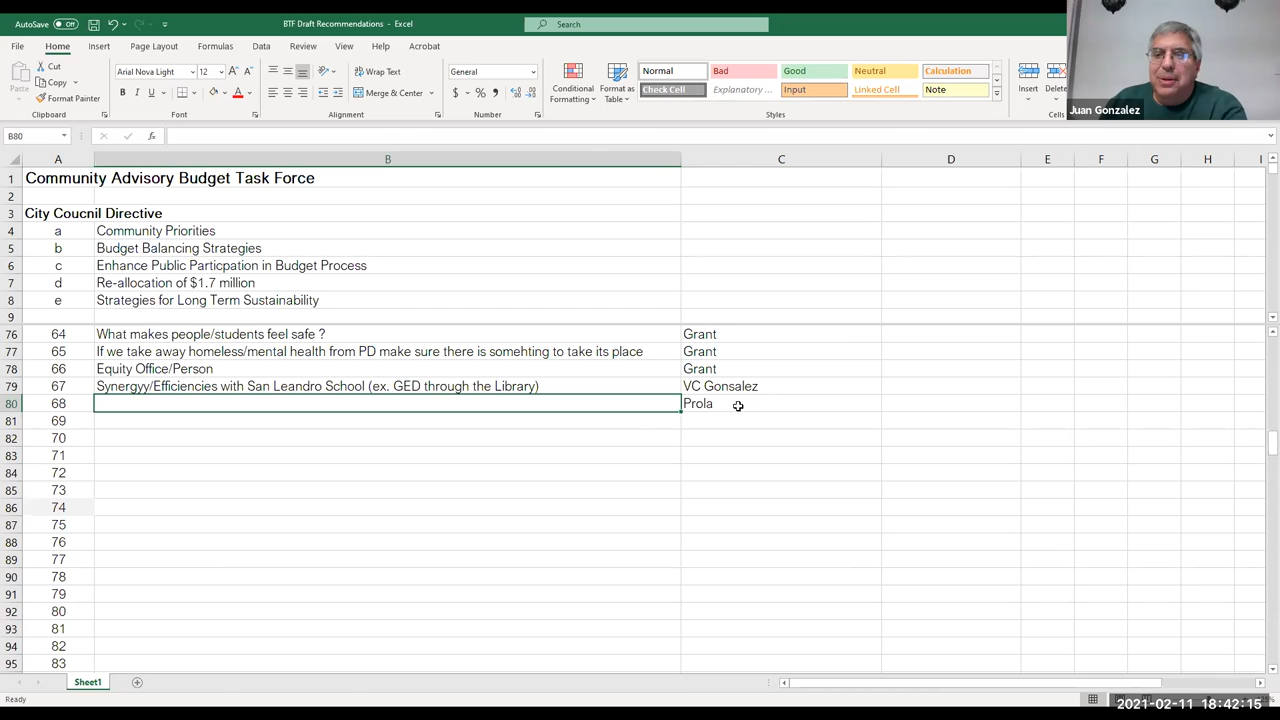 AutoSave Off BTF Draft Recommendations - Excel Search
File Home Insert Page Layout Formulas Data Review View Help Acrobat
Cut Arial Nova Light 12 A A Wrap Text General Normal Bad Good Neutral Calculation
Copy Paste Format Painter B I U A Merge & Center $ % Conditional Formatting Format as Table Check Cell Explanatory ... Input Linked Cell Note Insert Delete
Clipboard Font Alignment Number Styles Cells
Juan Gonzalez
B80 fx
A B C D E F G H I
1 Community Advisory Budget Task Force
2
3 City Coucnil Directive
4 a Community Priorities
5 b Budget Balancing Strategies
6 c Enhance Public Particpation in Budget Process
7 d Re-allocation of $1.7 million
8 e Strategies for Long Term Sustainability
9
76 64 What makes people/students feel safe ? Grant
77 65 If we take away homeless/mental health from PD make sure there is somehting to take its place Grant
78 66 Equity Office/Person Grant
79 67 Synergyy/Efficiencies with San Leandro School (ex. GED through the Library) VC Gonsalez
80 68 Prola
81 69
82 70
83 71
84 72
85 73
86 74
87 75
88 76
89 77
90 78
91 79
92 80
93 81
94 82
95 83
Sheet1
Ready
2021-02-11 18:42:15